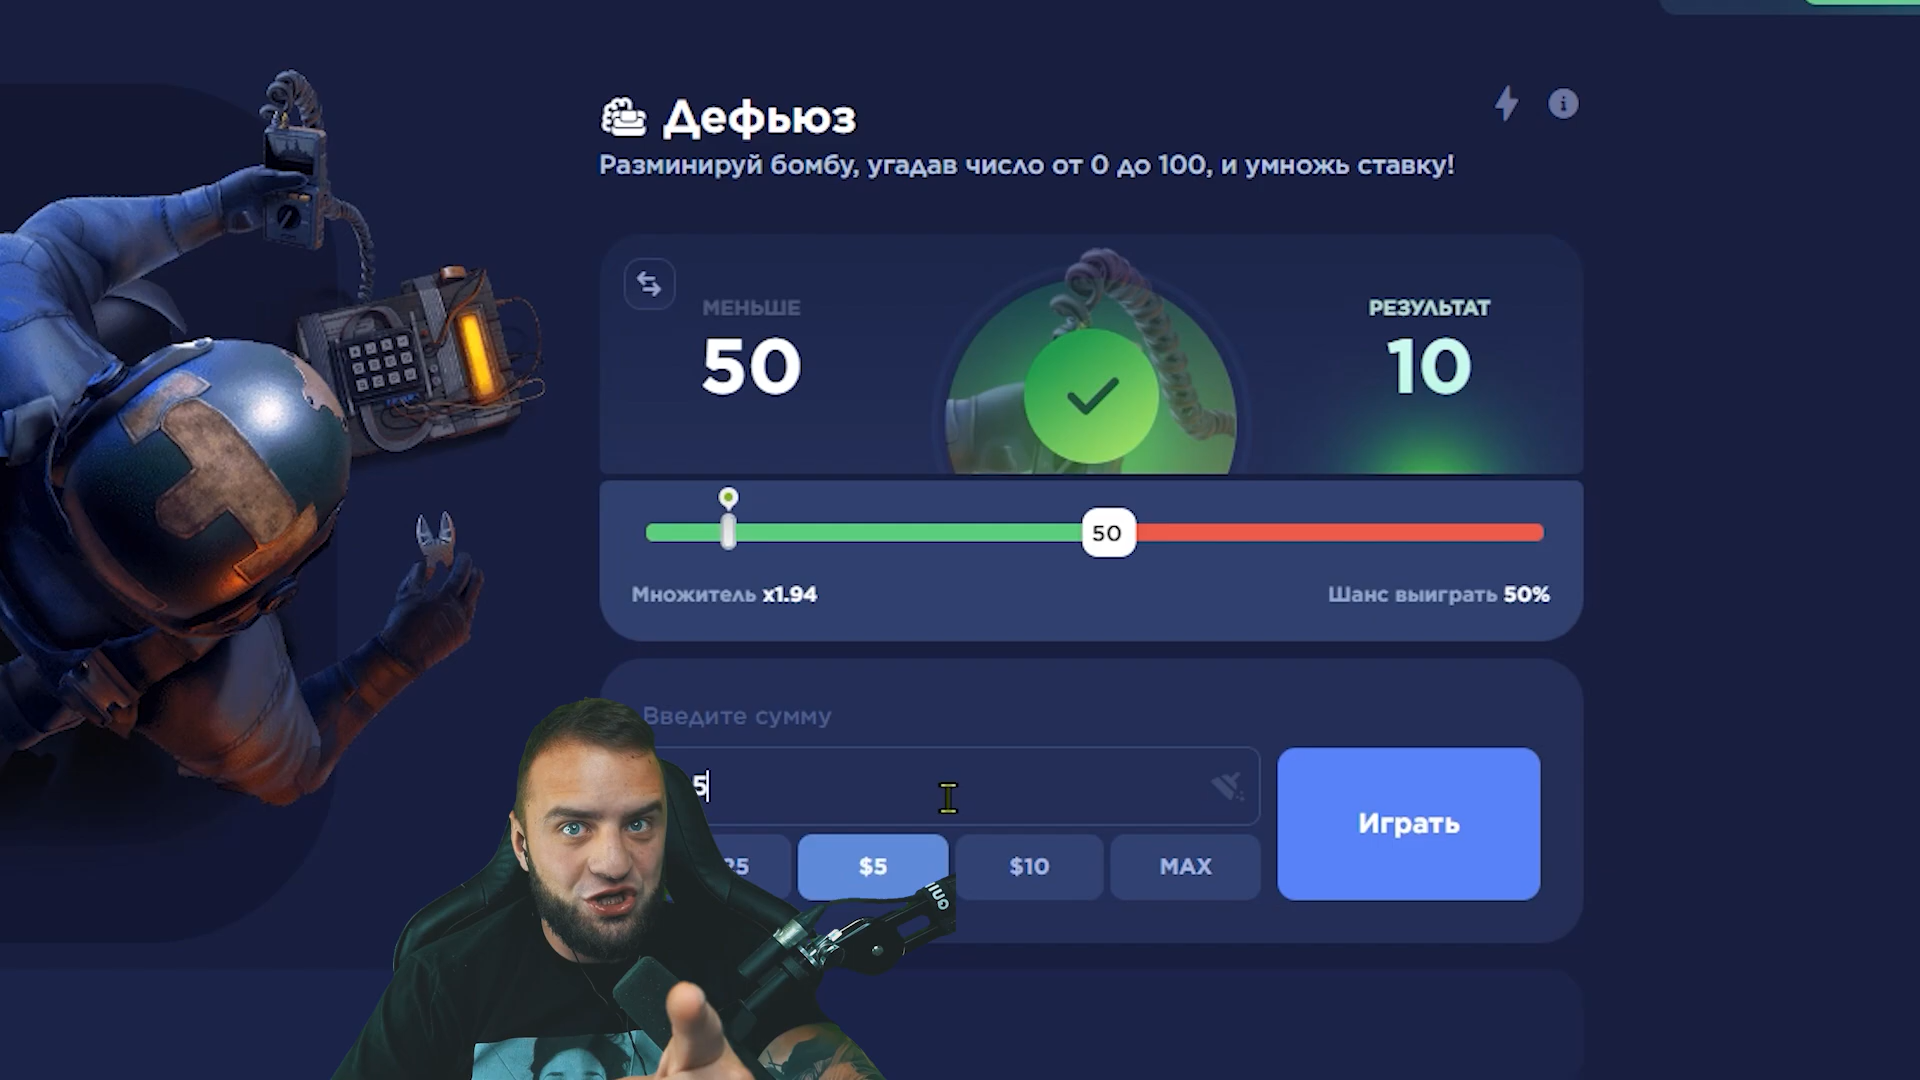 Дефьюз
Разминируй бомбу, угадав число от 0 до 100, и умножь ставку!
МЕНЬШЕ
50
РЕЗУЛЬТАТ
10
50
Множитель x1.94
Шанс выиграть 50%
Введите сумму
5
25 $5 $10 MAX
Играть